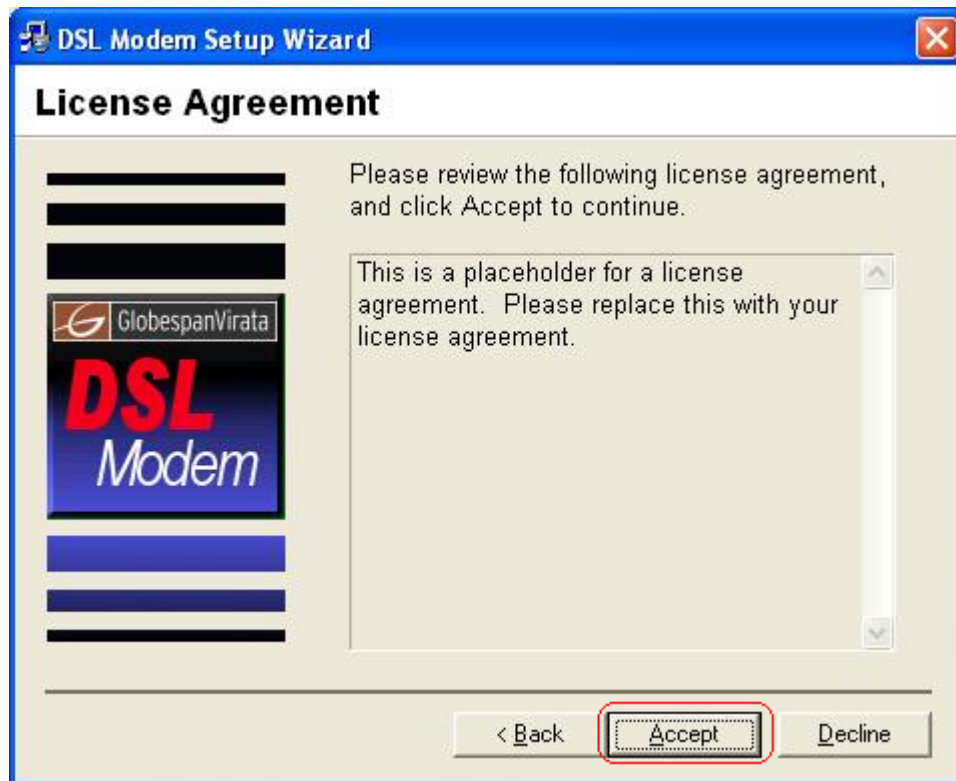 DSL Modem Setup Wizard
License Agreement
Please review the following license agreement,
and click Accept to continue.
This is a placeholder for a license
agreement.  Please replace this with your
license agreement.
GlobespanVirata
DSL
Modem
< Back
Accept
Decline